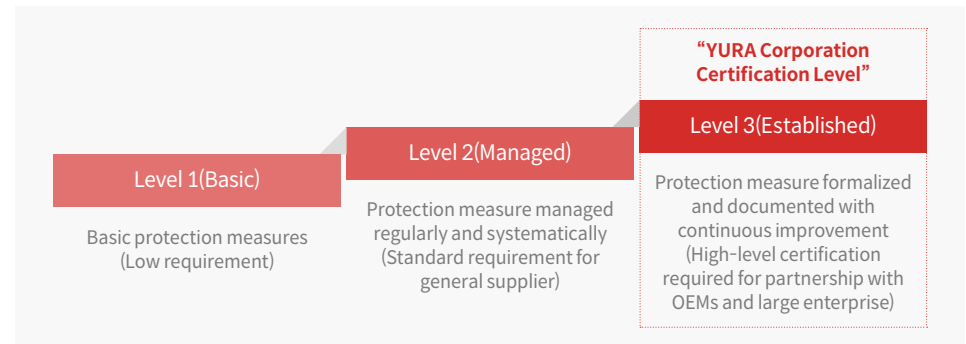 Level 1(Basic)
Basic protection measures
(Low requirement)
Level 2(Managed)
Protection measure managed
regularly and systematically
(Standard requirement for
general supplier)
“YURA Corporation
Certification Level”
Level 3(Established)
Protection measure formalized
and documented with
continuous improvement
(High-level certification
required for partnership with
OEMs and large enterprise)